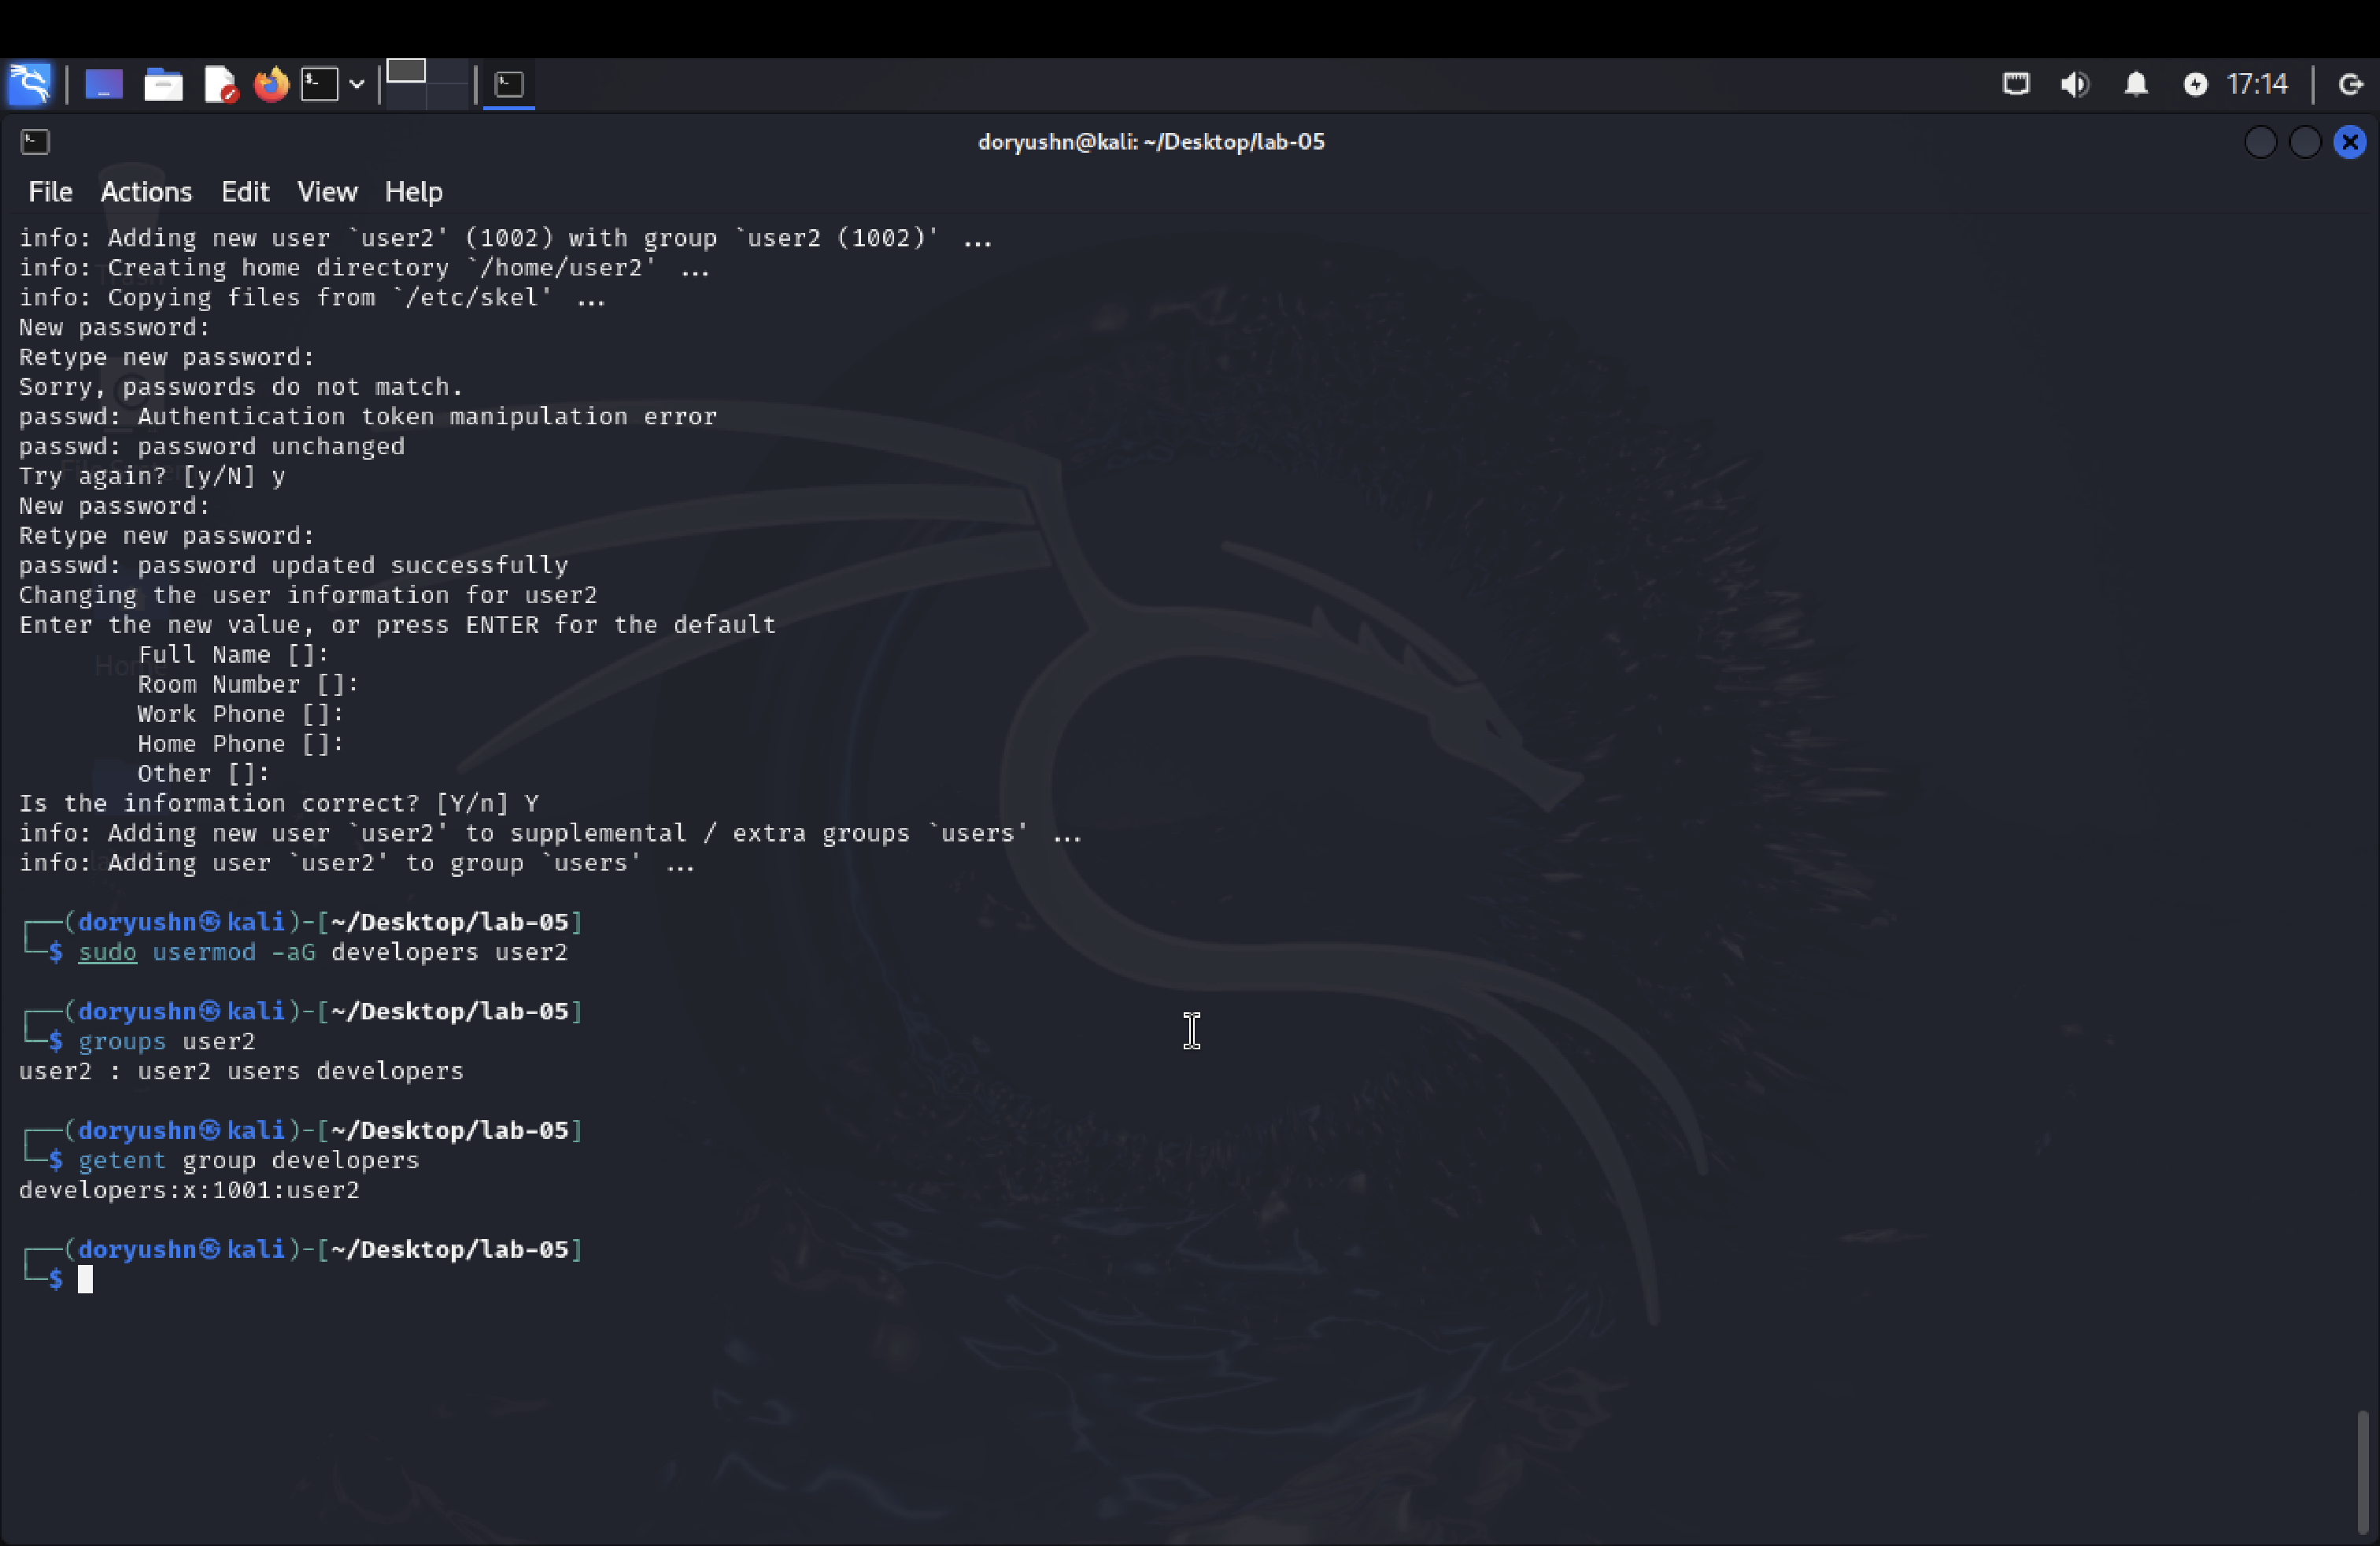 17:14
doryushn@kali: ~/Desktop/lab-05
File Actions Edit View Help
info: Adding new user `user2' (1002) with group `user2 (1002)' ...
info: Creating home directory `/home/user2' ...
info: Copying files from `/etc/skel' ...
New password:
Retype new password:
Sorry, passwords do not match.
passwd: Authentication token manipulation error
passwd: password unchanged
Try again? [y/N] y
New password:
Retype new password:
passwd: password updated successfully
Changing the user information for user2
Enter the new value, or press ENTER for the default
Full Name []:
Room Number []:
Work Phone []:
Home Phone []:
Other []:
Is the information correct? [Y/n] Y
info: Adding new user `user2' to supplemental / extra groups `users' ...
info: Adding user `user2' to group `users' ...
┌──(doryushn㉿kali)-[~/Desktop/lab-05]
└─$ sudo usermod -aG developers user2
┌──(doryushn㉿kali)-[~/Desktop/lab-05]
└─$ groups user2
user2 : user2 users developers
┌──(doryushn㉿kali)-[~/Desktop/lab-05]
└─$ getent group developers
developers:x:1001:user2
┌──(doryushn㉿kali)-[~/Desktop/lab-05]
└─$
Home